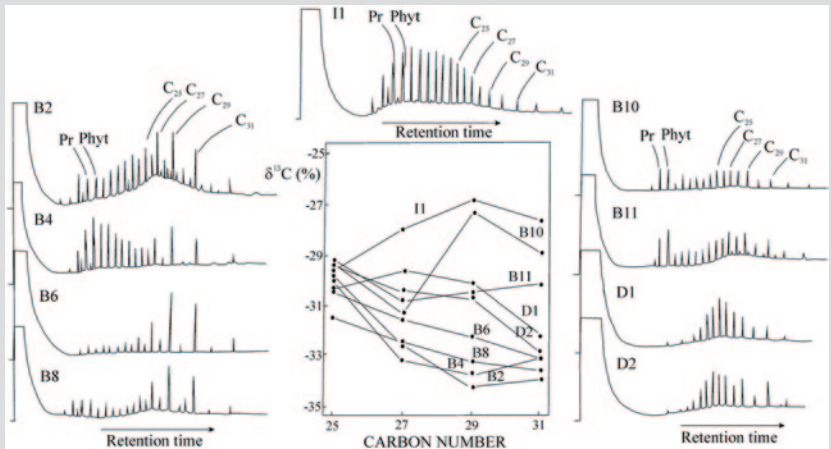 B2
Pr Phyt
C25 C27
C29
C31
B4
B6
B8
Retention time
I1
Pr Phyt
C25
C27
C29
C31
Retention time
δ13C (%)
-25
-27
-29
-31
-33
-35
I1
B10
B11
D1
D2
B6
B8
B4 B2
25 27 29 31
CARBON NUMBER
B10
Pr Phyt
C25
C27
C29
C31
B11
D1
D2
Retention time